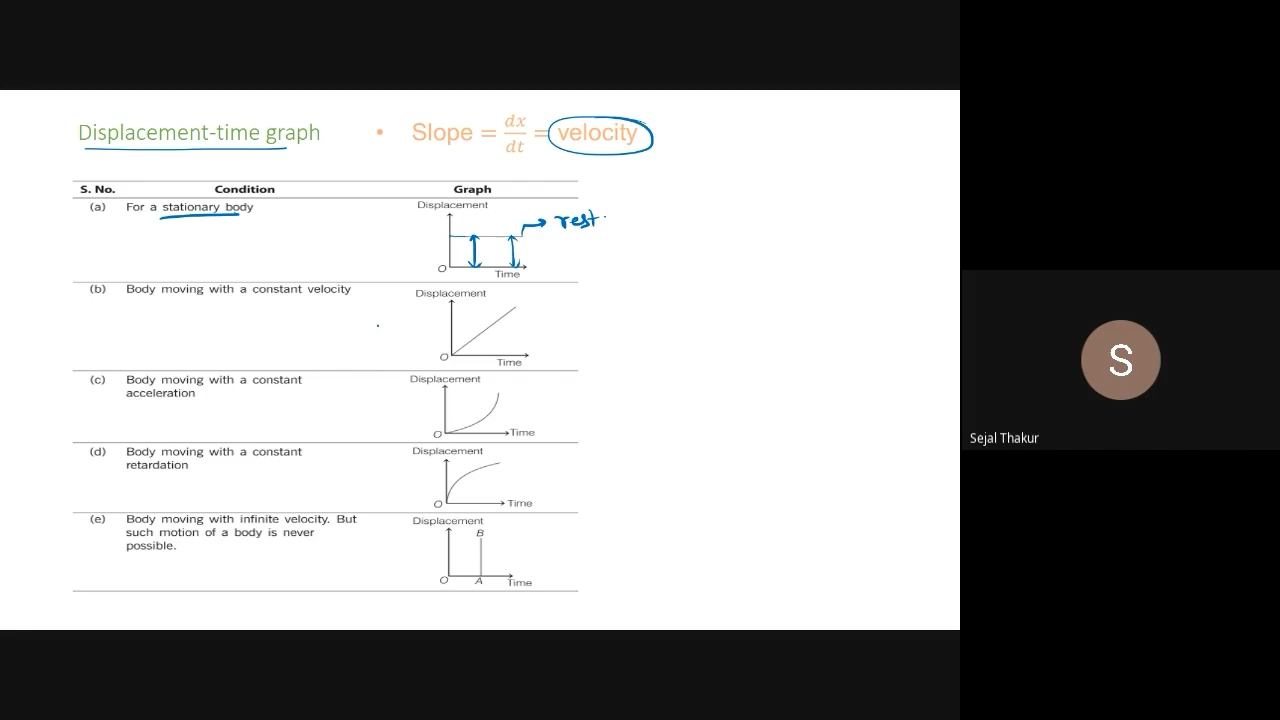 Displacement-time graph
• Slope = dx/dt = velocity
S. No. Condition Graph
(a) For a stationary body
Displacement
rest.
O
Time
(b) Body moving with a constant velocity
Displacement
O
Time
(c) Body moving with a constant
acceleration
Displacement
O
Time
(d) Body moving with a constant
retardation
Displacement
O
Time
(e) Body moving with infinite velocity. But
such motion of a body is never
possible.
Displacement
B
O
A
Time
S
Sejal Thakur